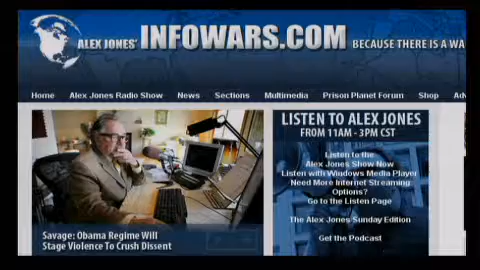 ALEX JONES' INFOWARS.COM BECAUSE THERE IS A WA
Home Alex Jones Radio Show News Sections Multimedia Prison Planet Forum Shop Adv
LISTEN TO ALEX JONES
FROM 11AM - 3PM CST
Listen to the
Alex Jones Show Now
Listen with Windows Media Player
Need More Internet Streaming
Options?
Go to the Listen Page
The Alex Jones Sunday Edition
Get the Podcast
Savage: Obama Regime Will
Stage Violence To Crush Dissent